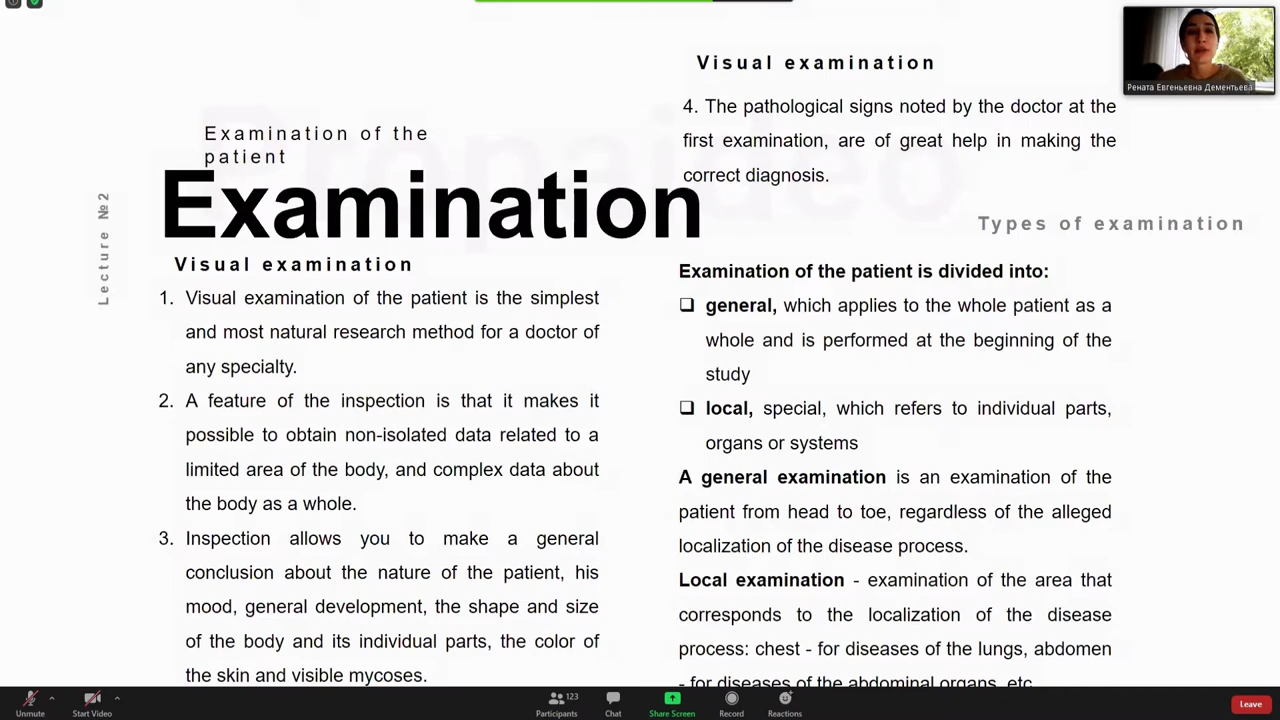 Visual examination
Рената Евгеньевна Дементьева
4. The pathological signs noted by the doctor at the
first examination, are of great help in making the
correct diagnosis.
Examination of the
patient
Examination
Lecture №2
Types of examination
Visual examination
1. Visual examination of the patient is the simplest
and most natural research method for a doctor of
any specialty.
2. A feature of the inspection is that it makes it
possible to obtain non-isolated data related to a
limited area of the body, and complex data about
the body as a whole.
3. Inspection allows you to make a general
conclusion about the nature of the patient, his
mood, general development, the shape and size
of the body and its individual parts, the color of
the skin and visible mycoses.
Examination of the patient is divided into:
❑ general, which applies to the whole patient as a
whole and is performed at the beginning of the
study
❑ local, special, which refers to individual parts,
organs or systems
A general examination is an examination of the
patient from head to toe, regardless of the alleged
localization of the disease process.
Local examination - examination of the area that
corresponds to the localization of the disease
process: chest - for diseases of the lungs, abdomen
- for diseases of the abdominal organs, etc.
Unmute
Start Video
Participants
123
Chat
Share Screen
Record
Reactions
Leave